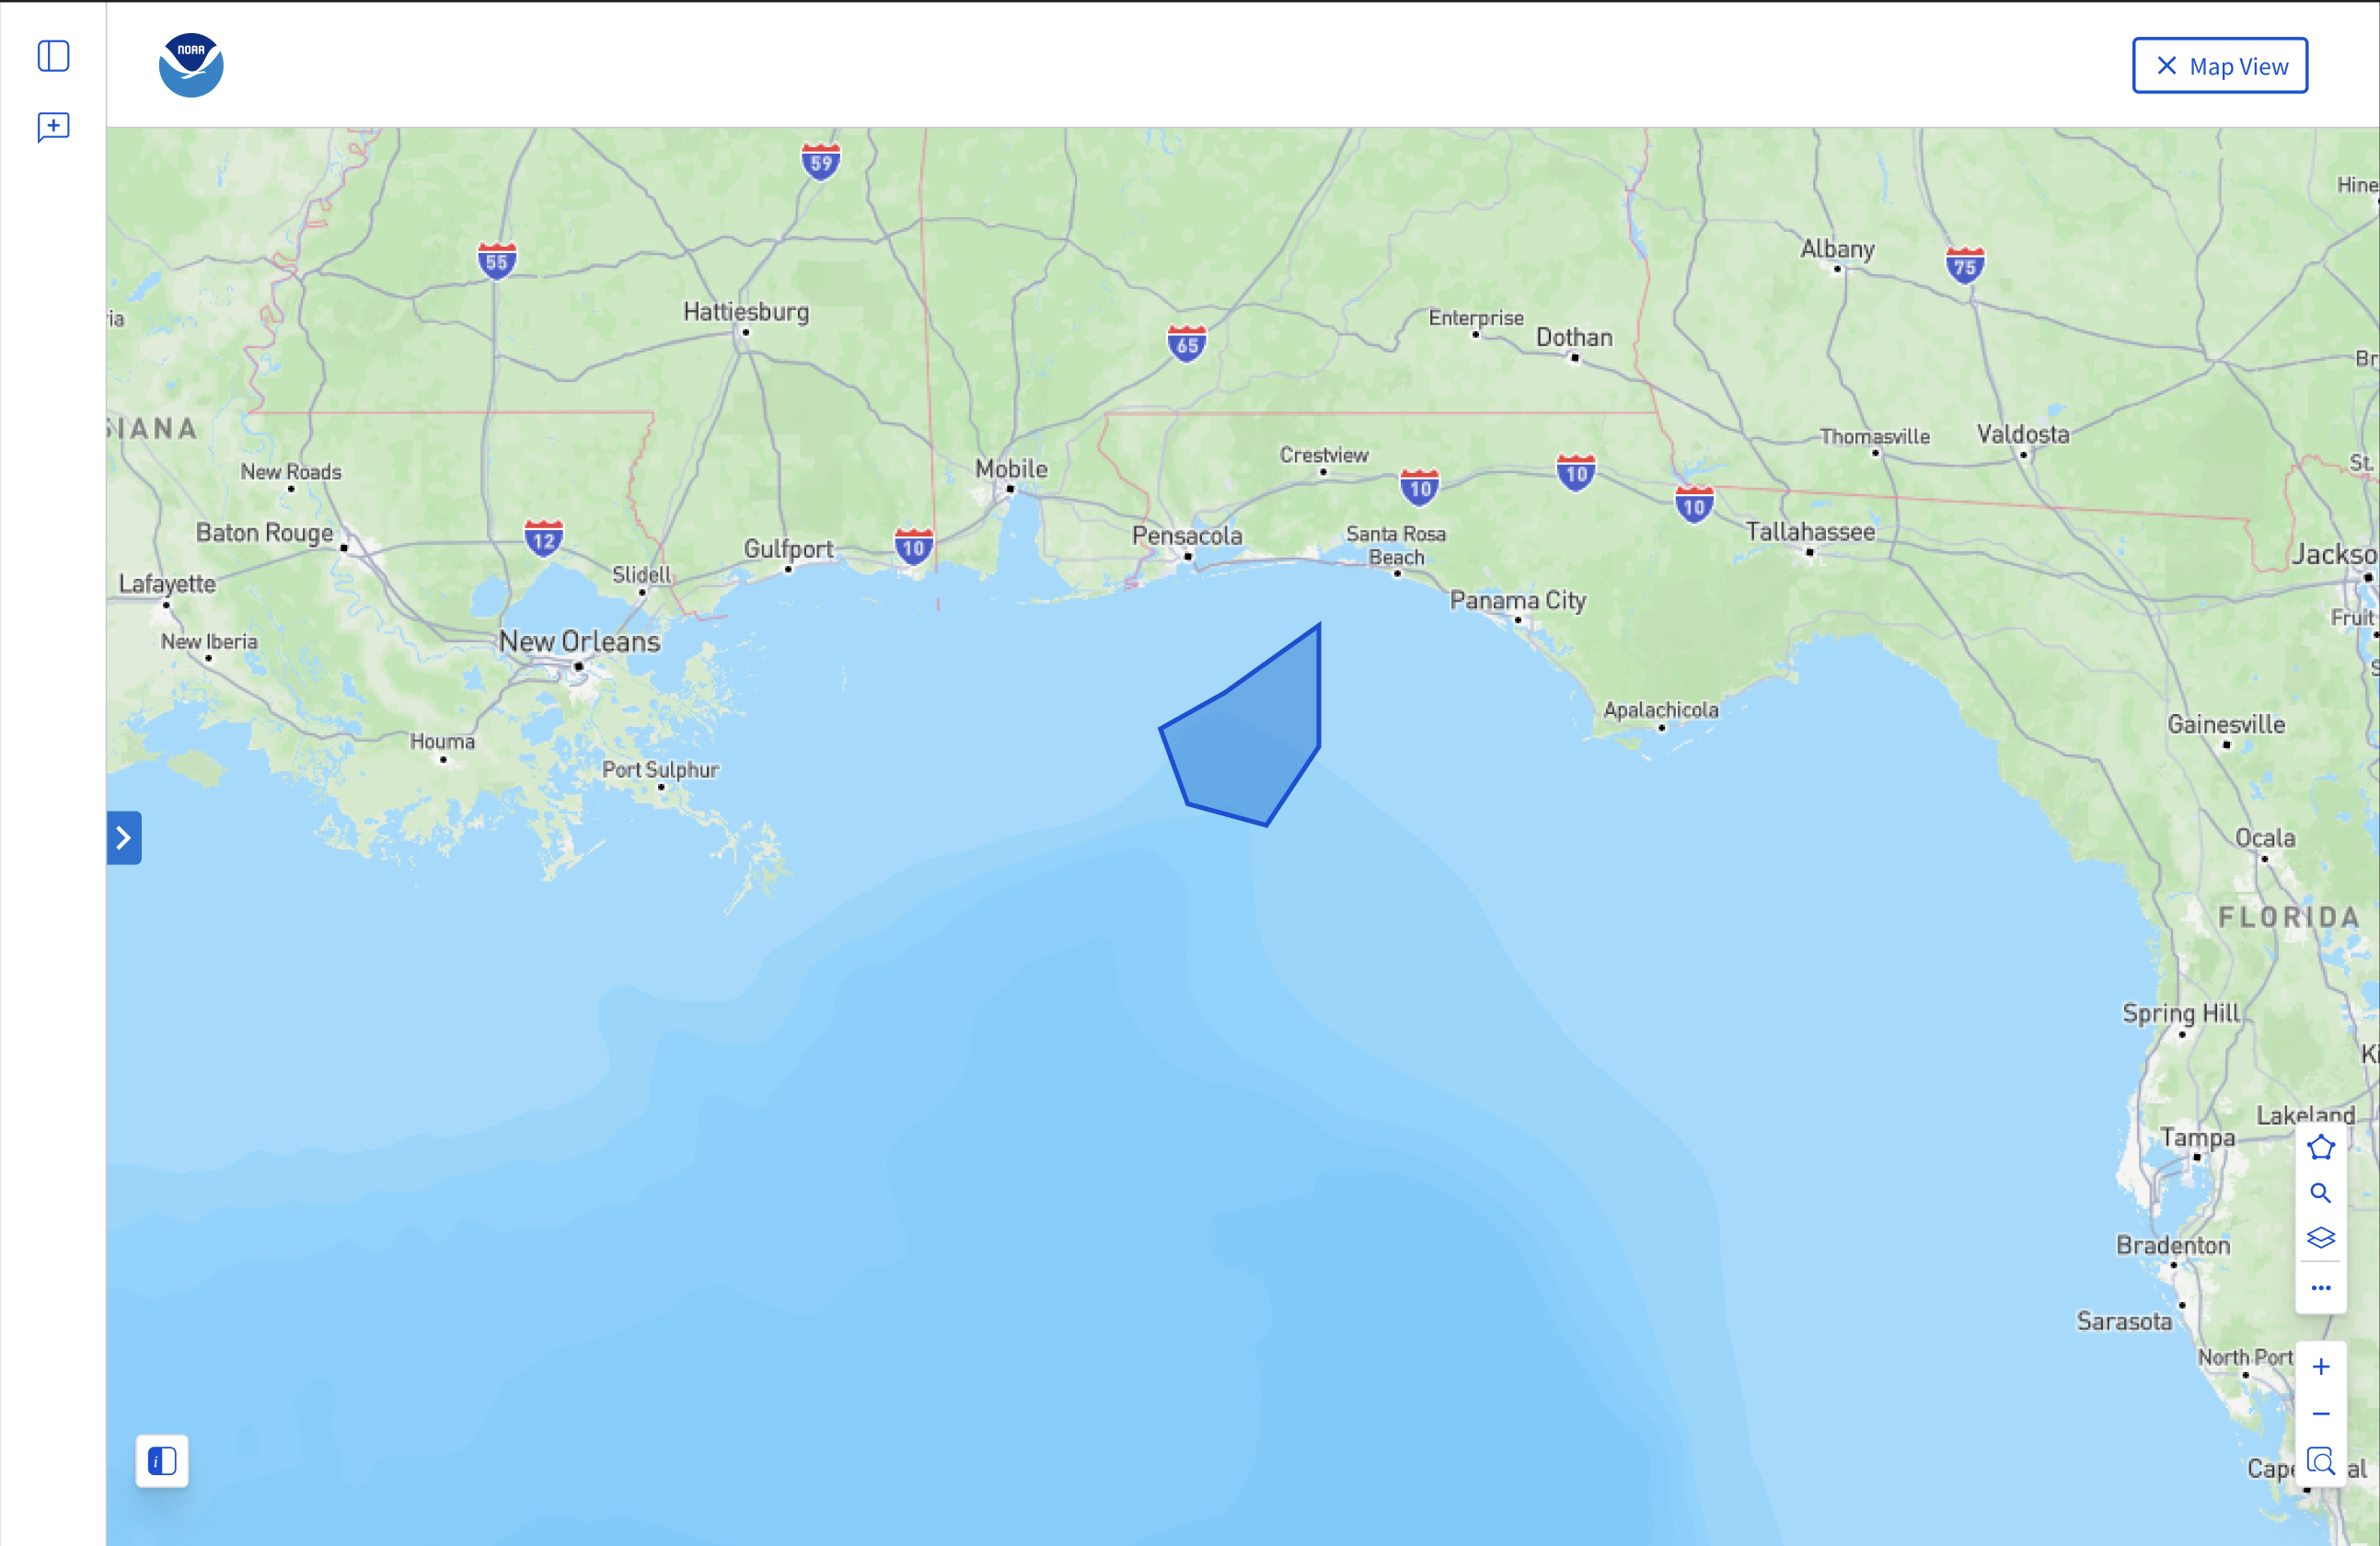 NOAA
Map View
59
Hine
55
Albany
75
ia
Hattiesburg
Enterprise
65
Dothan
Br
SIANA
Thomasville
Valdosta
New Roads
Mobile
Crestview
10
10
St.
10
Baton Rouge
12
Gulfport
10
Pensacola
Santa Rosa
Beach
Tallahassee
Jackso
Lafayette
Slidell
Panama City
Fruit
New Iberia
New Orleans
S
Apalachicola
Gainesville
Houma
Port Sulphur
Ocala
FLORIDA
Spring Hill
Ki
Lakeland
Tampa
Bradenton
Sarasota
North Port
Cape
al
i